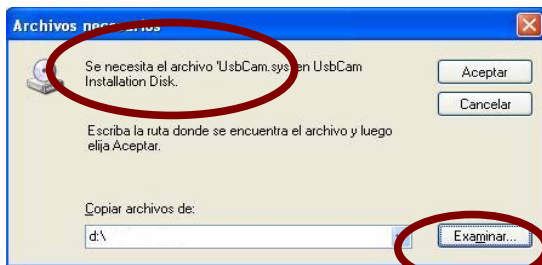 Archivos necesarios
Se necesita el archivo 'UsbCam.sys' en UsbCam
Installation Disk.
Aceptar
Cancelar
Escriba la ruta donde se encuentra el archivo y luego
elija Aceptar.
Copiar archivos de:
d:\
Examinar...